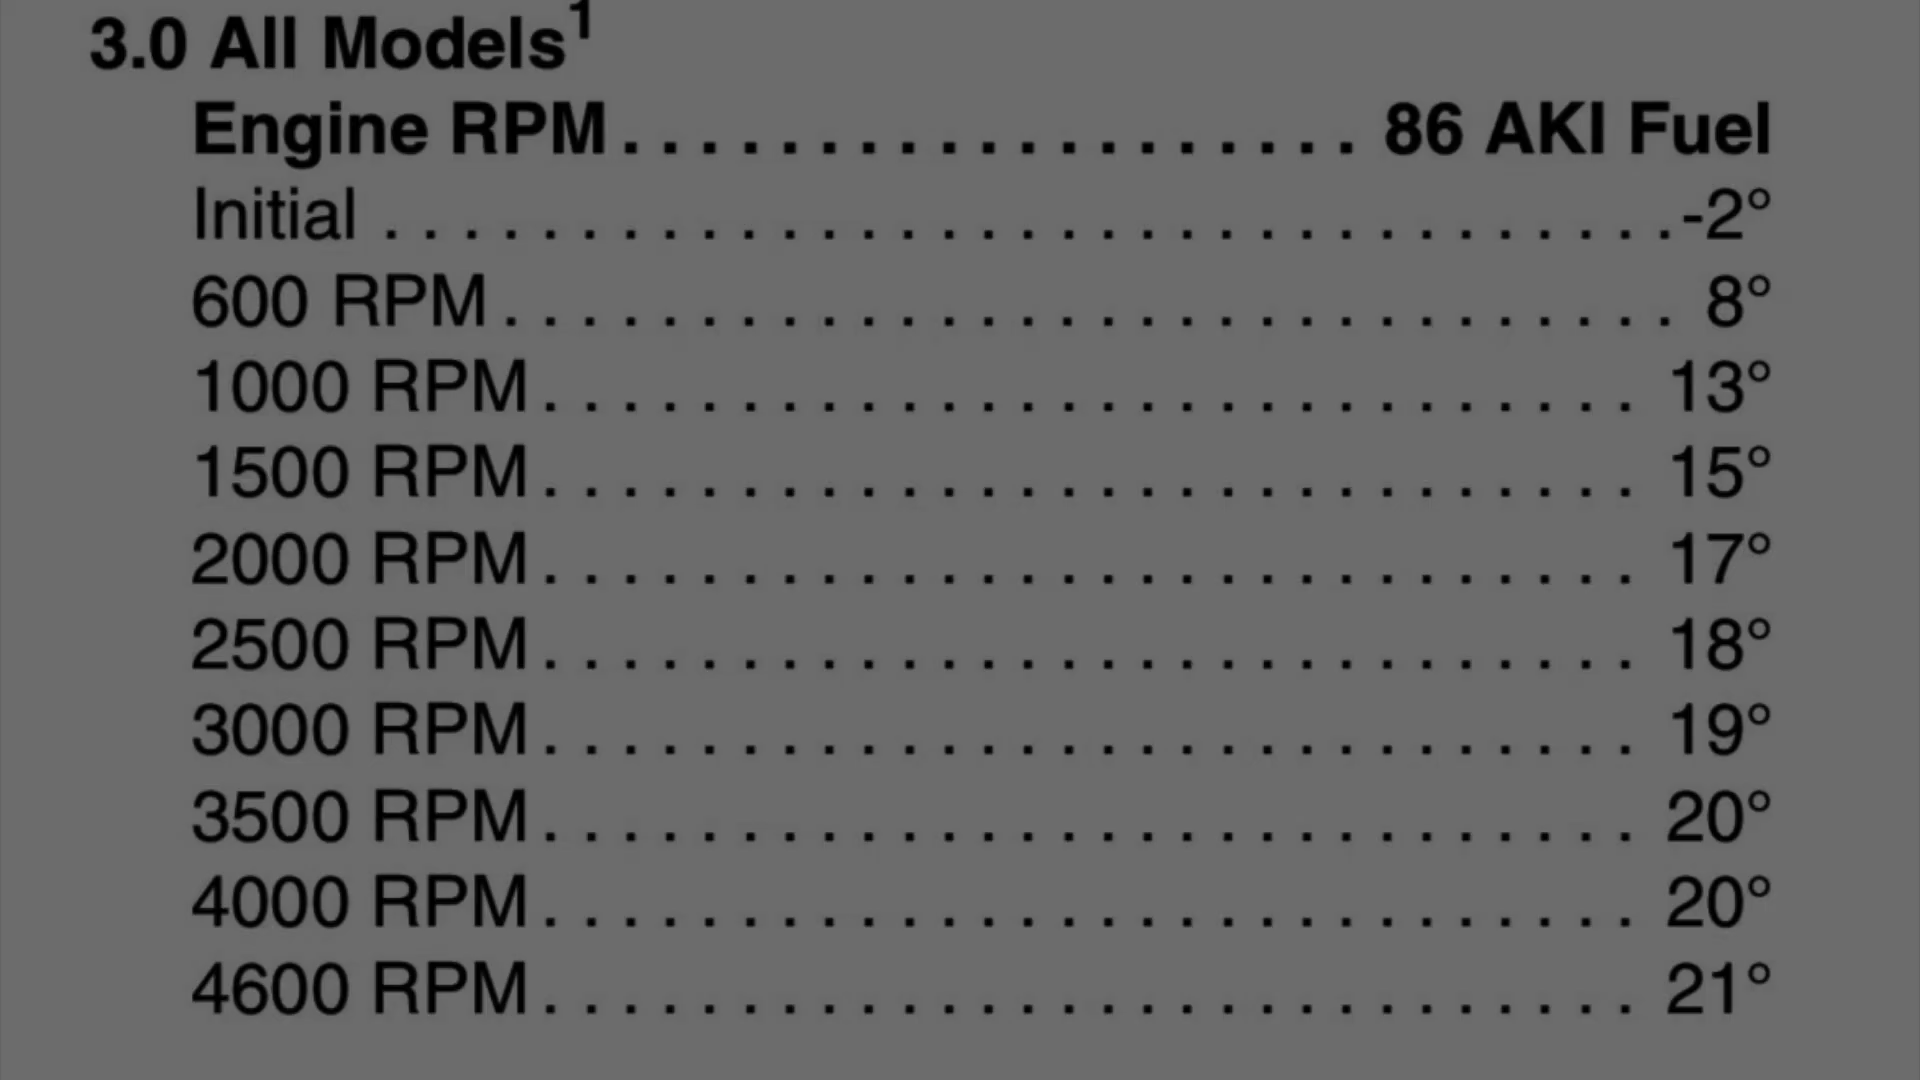 3.0 All Models¹
Engine RPM . . . . . . . . . . . . . . . . . . . 86 AKI Fuel
Initial . . . . . . . . . . . . . . . . . . . . . . . . . . . . . . . . . -2°
600 RPM . . . . . . . . . . . . . . . . . . . . . . . . . . . . . . 8°
1000 RPM . . . . . . . . . . . . . . . . . . . . . . . . . . . . 13°
1500 RPM . . . . . . . . . . . . . . . . . . . . . . . . . . . . 15°
2000 RPM . . . . . . . . . . . . . . . . . . . . . . . . . . . . 17°
2500 RPM . . . . . . . . . . . . . . . . . . . . . . . . . . . . 18°
3000 RPM . . . . . . . . . . . . . . . . . . . . . . . . . . . . 19°
3500 RPM . . . . . . . . . . . . . . . . . . . . . . . . . . . . 20°
4000 RPM . . . . . . . . . . . . . . . . . . . . . . . . . . . . 20°
4600 RPM . . . . . . . . . . . . . . . . . . . . . . . . . . . . 21°